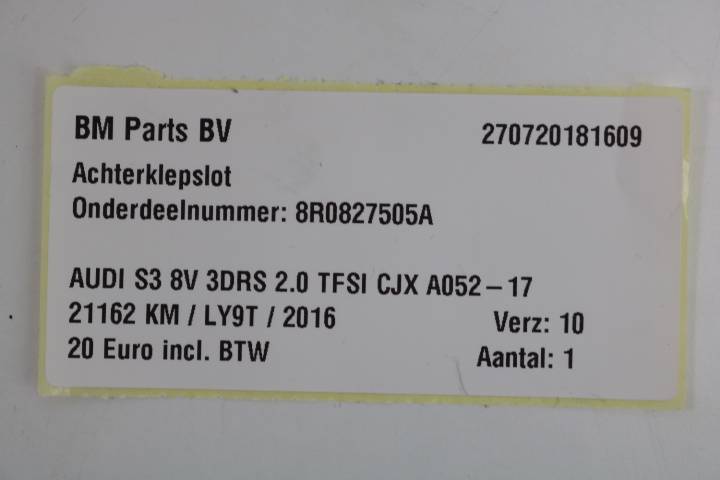 BM Parts BV 270720181609
Achterklepslot
Onderdeelnummer: 8R0827505A
AUDI S3 8V 3DRS 2.0 TFSI CJX A052-17
21162 KM / LY9T / 2016 Verz: 10
20 Euro incl. BTW Aantal: 1